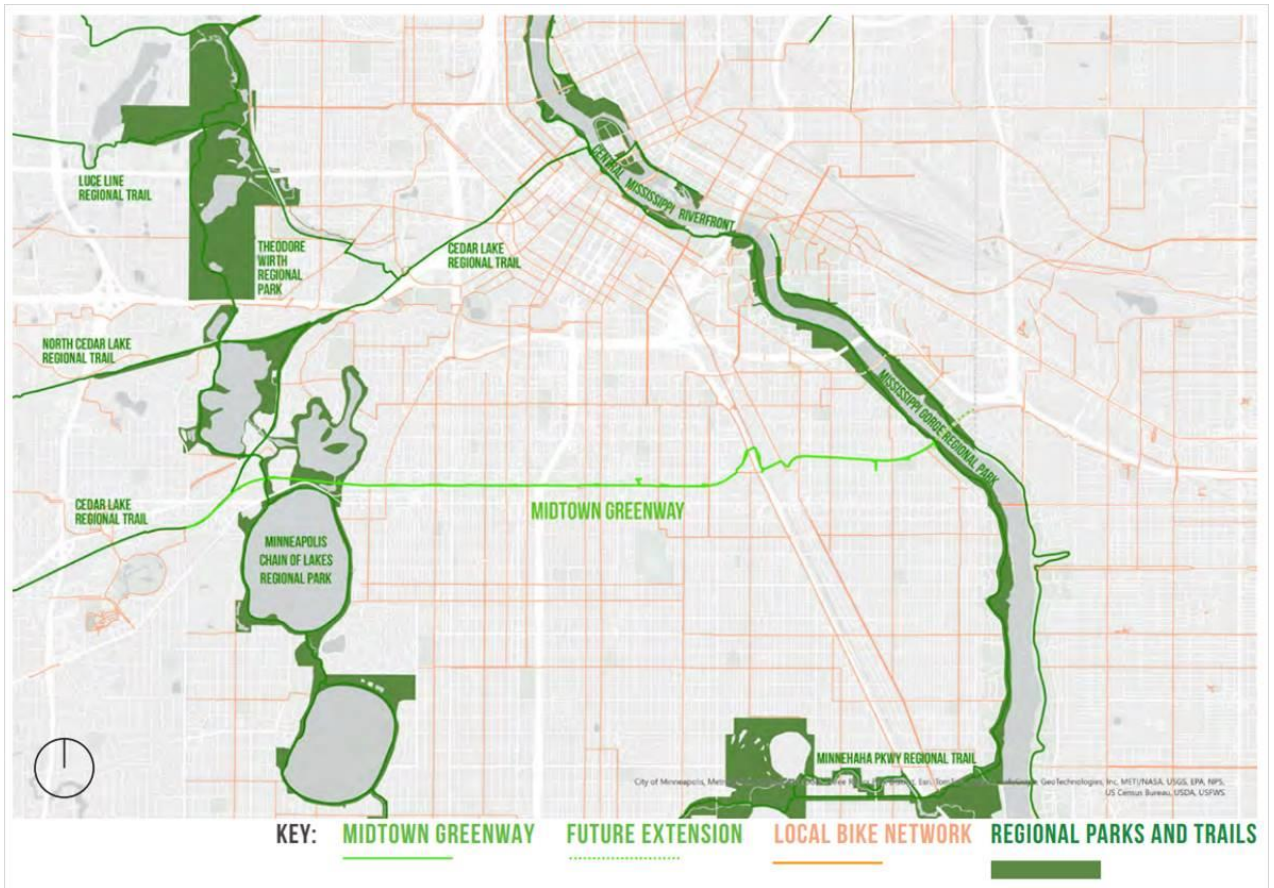 LUCE LINE
REGIONAL TRAIL
THEODORE
WIRTH
REGIONAL
PARK
CEDAR LAKE
REGIONAL TRAIL
CENTRAL MISSISSIPPI RIVERFRONT
NORTH CEDAR LAKE
REGIONAL TRAIL
MISSISSIPPI GORGE REGIONAL PARK
CEDAR LAKE
REGIONAL TRAIL
MIDTOWN GREENWAY
MINNEAPOLIS
CHAIN OF LAKES
REGIONAL PARK
MINNEHAHA PKWY REGIONAL TRAIL
City of Minneapolis, GeoTechnologies, Inc, METI/NASA, USGS, EPA, NPS,
US Census Bureau, USDA, USFWS
KEY: MIDTOWN GREENWAY FUTURE EXTENSION LOCAL BIKE NETWORK REGIONAL PARKS AND TRAILS